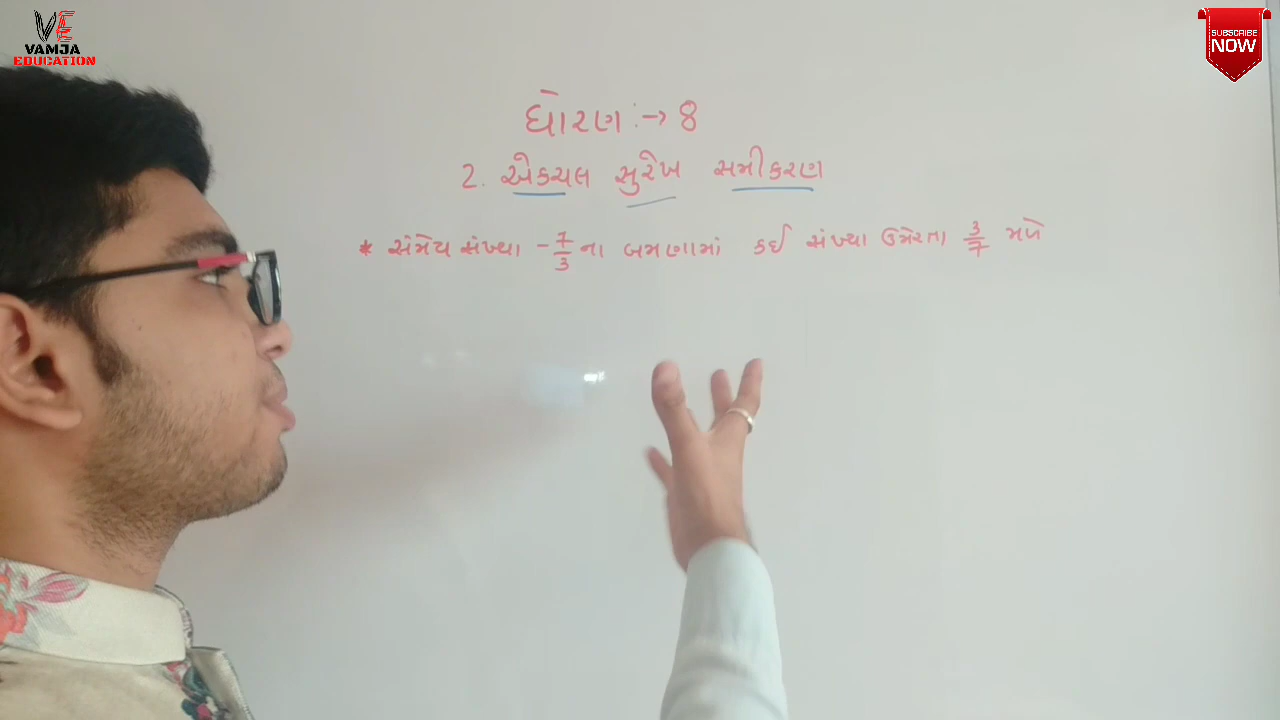 VE
VAMJA
EDUCATION
SUBSCRIBE
NOW
ધોરણ :→ 8
2. એકચલ સુરેખ સમીકરણ
* સંમેય સંખ્યા -7/3 ના બમણામાં કઈ સંખ્યા ઉમેરતા 3/7 મળે